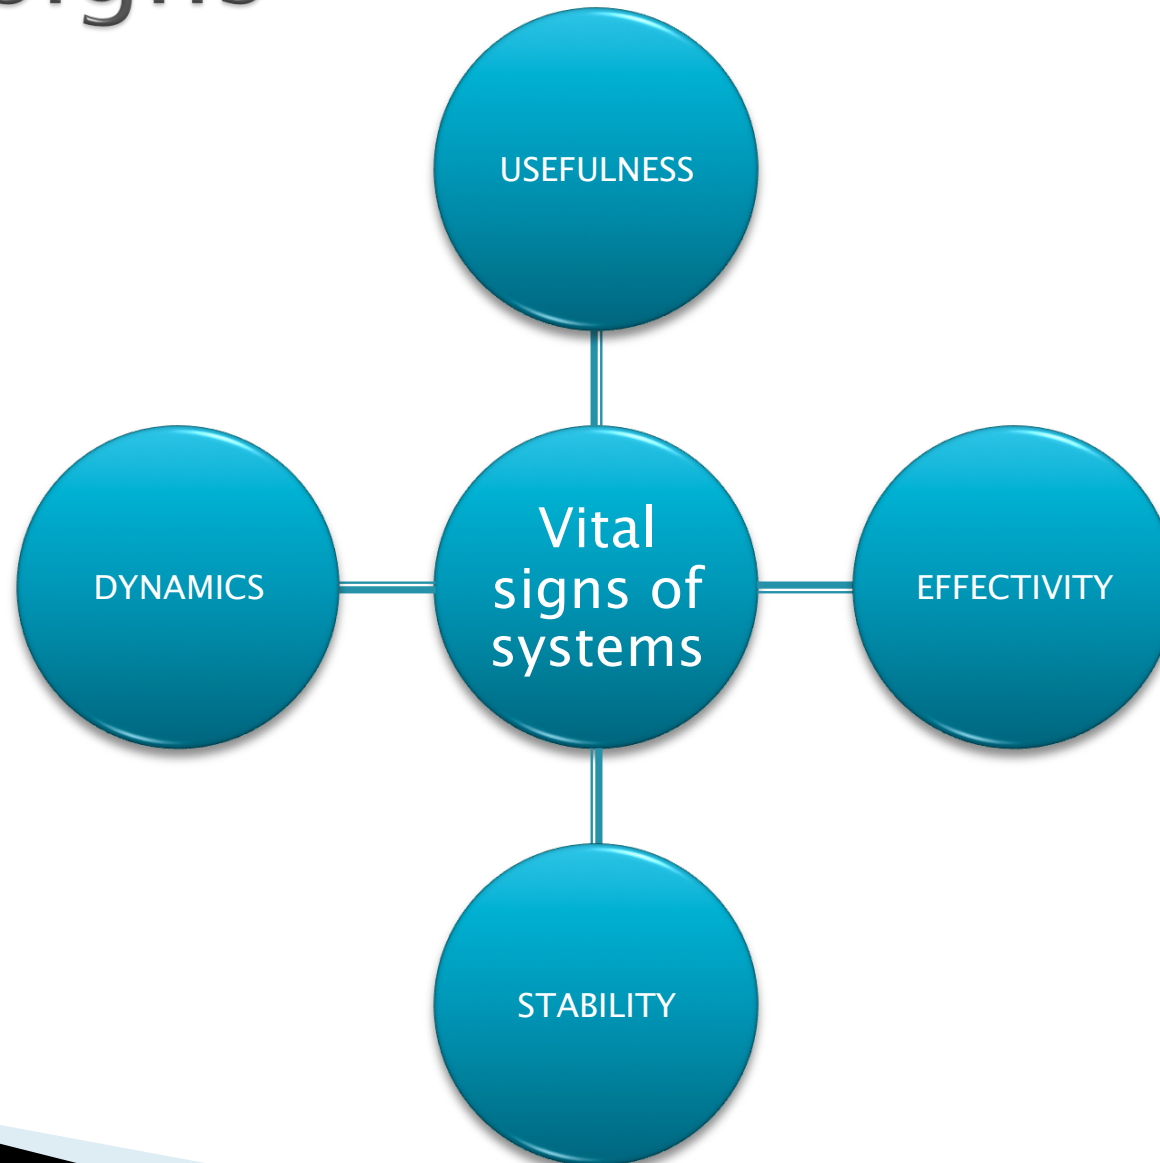 USEFULNESS
Vital
signs of
systems
DYNAMICS
EFFECTIVITY
STABILITY